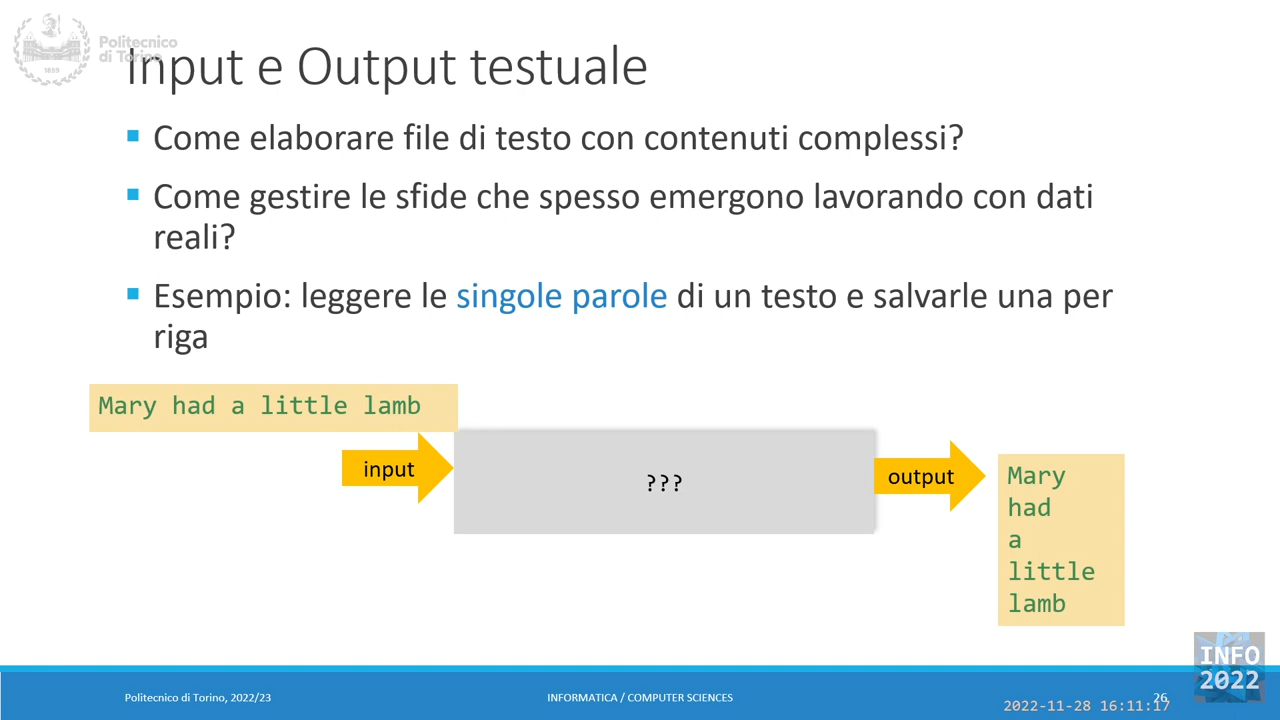 Politecnico
di Torino
1859
Input e Output testuale
Come elaborare file di testo con contenuti complessi?
Come gestire le sfide che spesso emergono lavorando con dati
reali?
Esempio: leggere le singole parole di un testo e salvarle una per
riga
Mary had a little lamb
input
???
output
Mary
had
a
little
lamb
INFO
2022
Politecnico di Torino, 2022/23
INFORMATICA / COMPUTER SCIENCES
26
2022-11-28 16:11:17